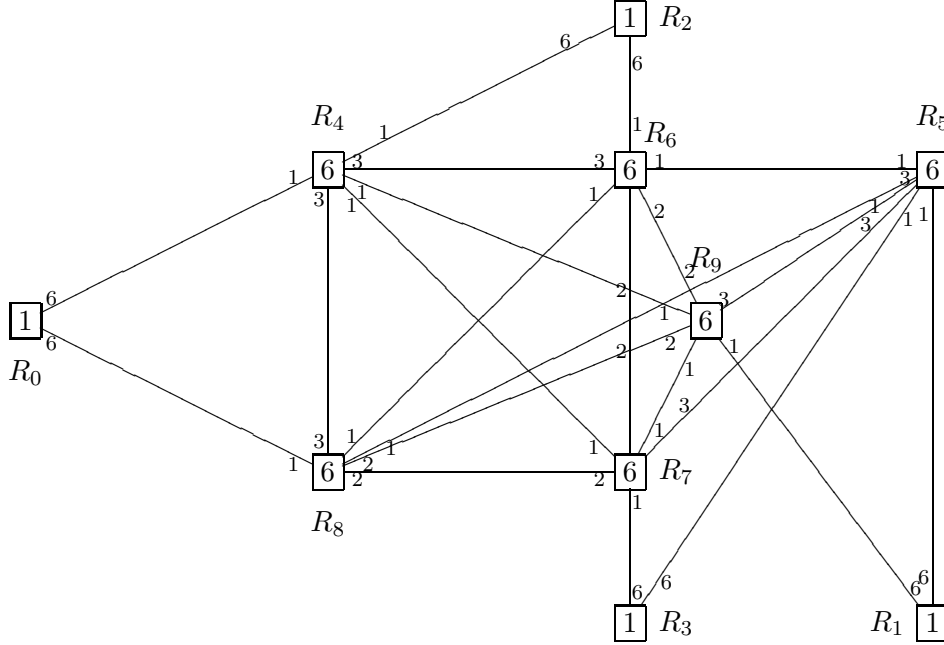 1 R₂
6
6
R₄ 1 1 R₆ R₅
6 3 3 6 1 1 6
1 3 1 1 1 3 1 3 1 1
2
R₉
2
6 2 3
1 1 6
6 2 2 1
R₀ 1
3
3 1 1 1 1
1 6 2 2 2 6 R₇
R₈ 1
6 6
6 6
1 R₃ R₁ 1